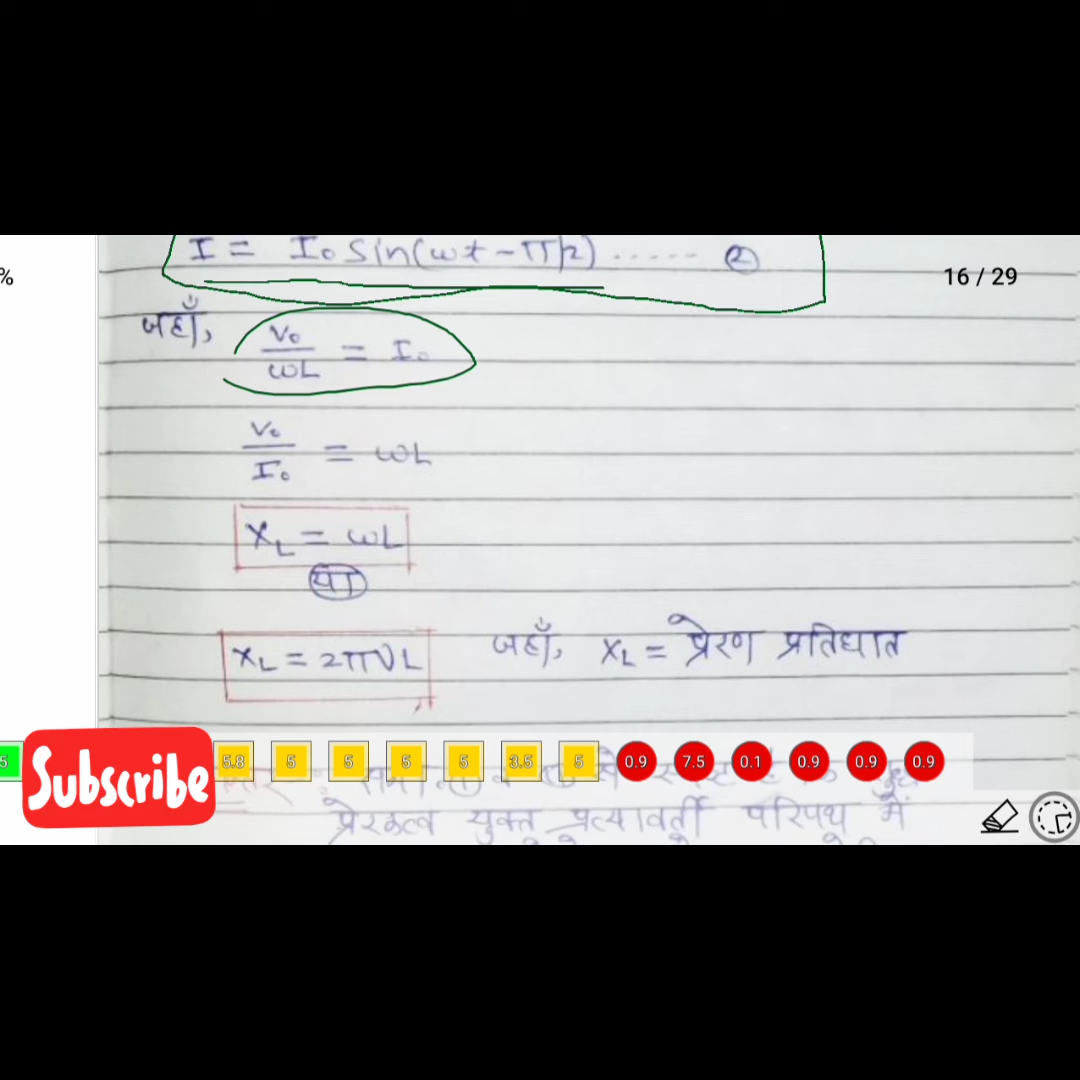 I = I₀ Sin(ωt - π/2) ..... ②
%
16 / 29
जहाँ, V₀/ωL = I₀
V₀/I₀ = ωL
X_L = ωL
या
X_L = 2πνL जहाँ, X_L = प्रेरण प्रतिघात
5 Subscribe 5.8 5 5 5 5 3.5 5 0.9 7.5 0.1 0.9 0.9 0.9
प्रेरकत्व युक्त प्रत्यावर्ती परिपथ में